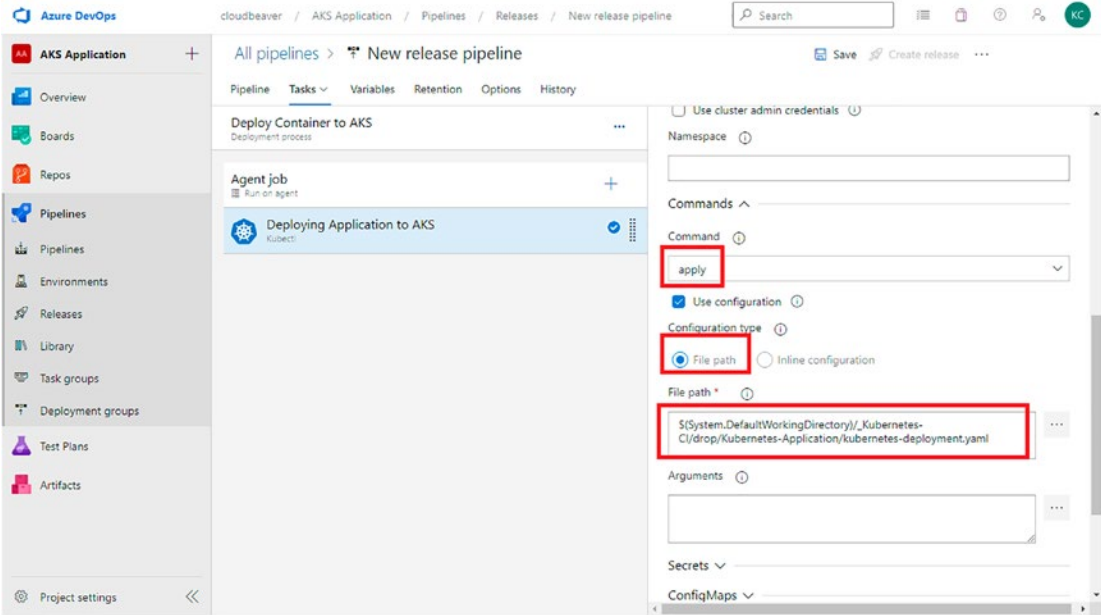 Azure DevOps
cloudbeaver / AKS Application / Pipelines / Releases / New release pipeline
Search
KC
AA AKS Application
Overview
Boards
Repos
Pipelines
Pipelines
Environments
Releases
Library
Task groups
Deployment groups
Test Plans
Artifacts
Project settings
All pipelines > New release pipeline
Save Create release ...
Pipeline Tasks Variables Retention Options History
Deploy Container to AKS
Deployment process
...
Agent job
Run on agent
Deploying Application to AKS
Kubectl
Use cluster admin credentials
Namespace
Commands
Command
apply
Use configuration
Configuration type
File path Inline configuration
File path *
$(System.DefaultWorkingDirectory)/_Kubernetes-
CI/drop/Kubernetes-Application/kubernetes-deployment.yaml
...
Arguments
...
Secrets
ConfigMaps